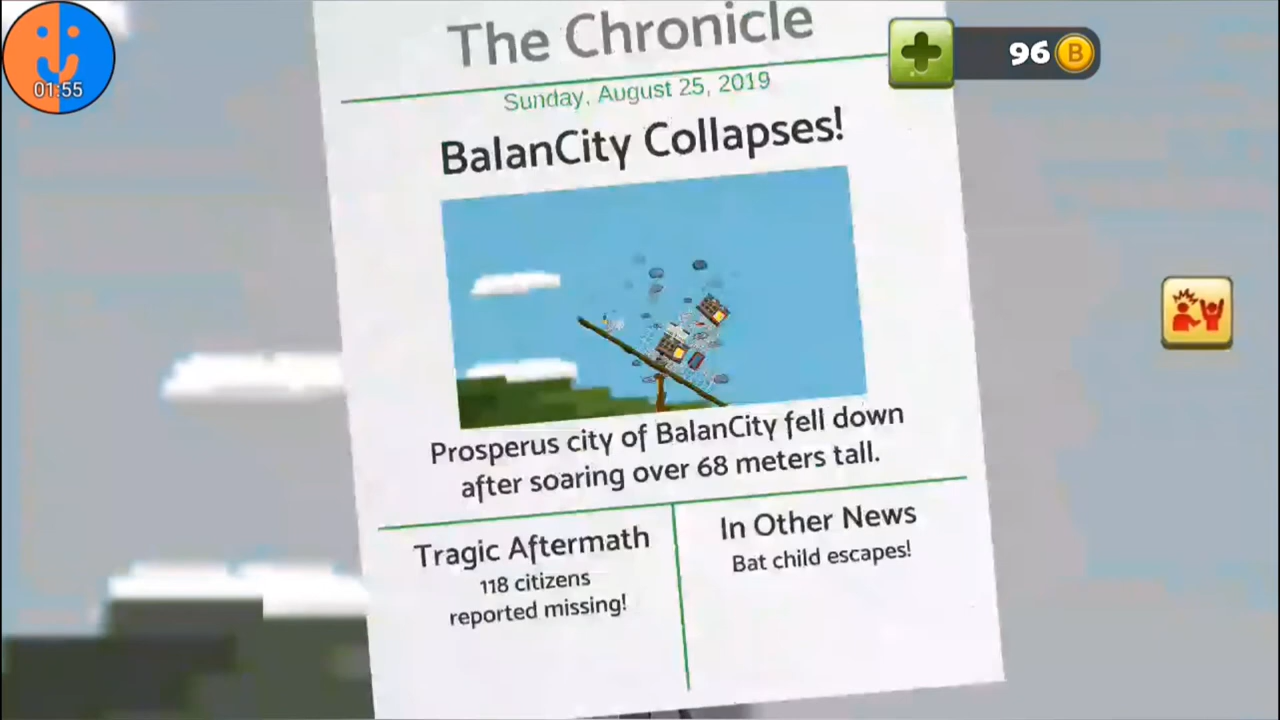 01:55
The Chronicle
96 B
Sunday, August 25, 2019
BalanCity Collapses!
Prosperus city of BalanCity fell down
after soaring over 68 meters tall.
Tragic Aftermath
118 citizens
reported missing!
In Other News
Bat child escapes!